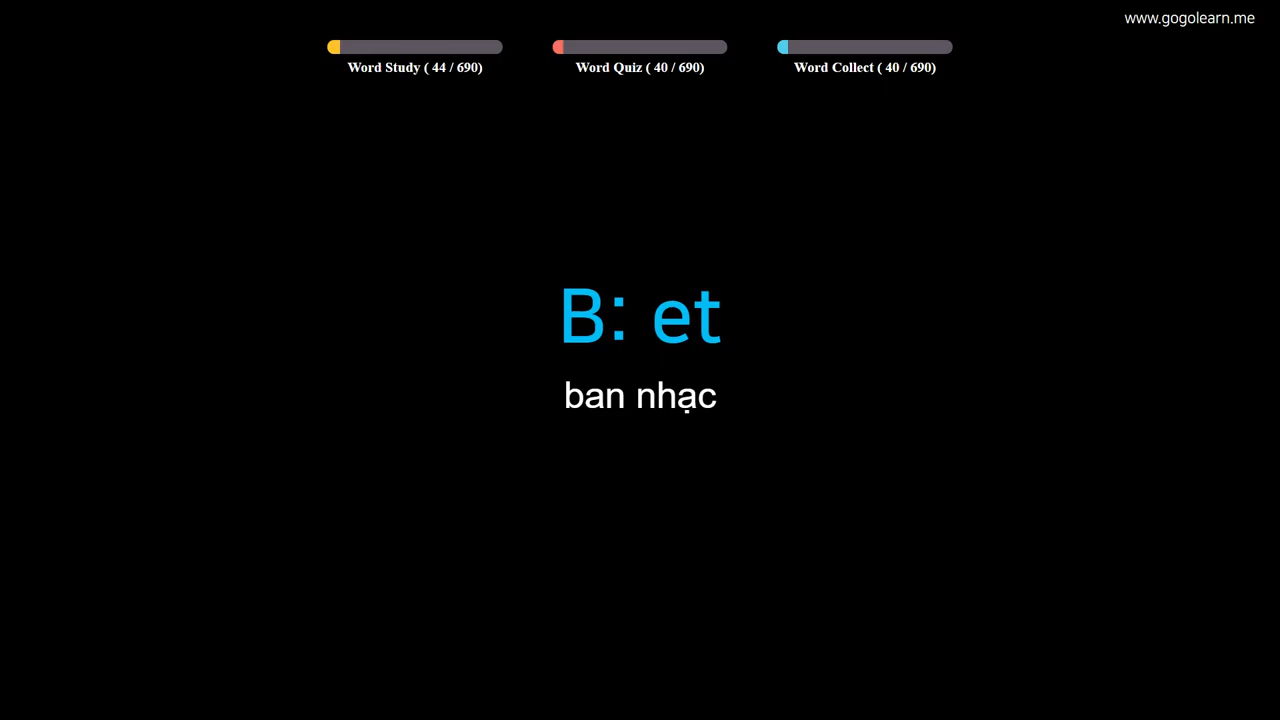 www.gogolearn.me
Word Study ( 44 / 690)
Word Quiz ( 40 / 690)
Word Collect ( 40 / 690)
B: et
ban nhạc